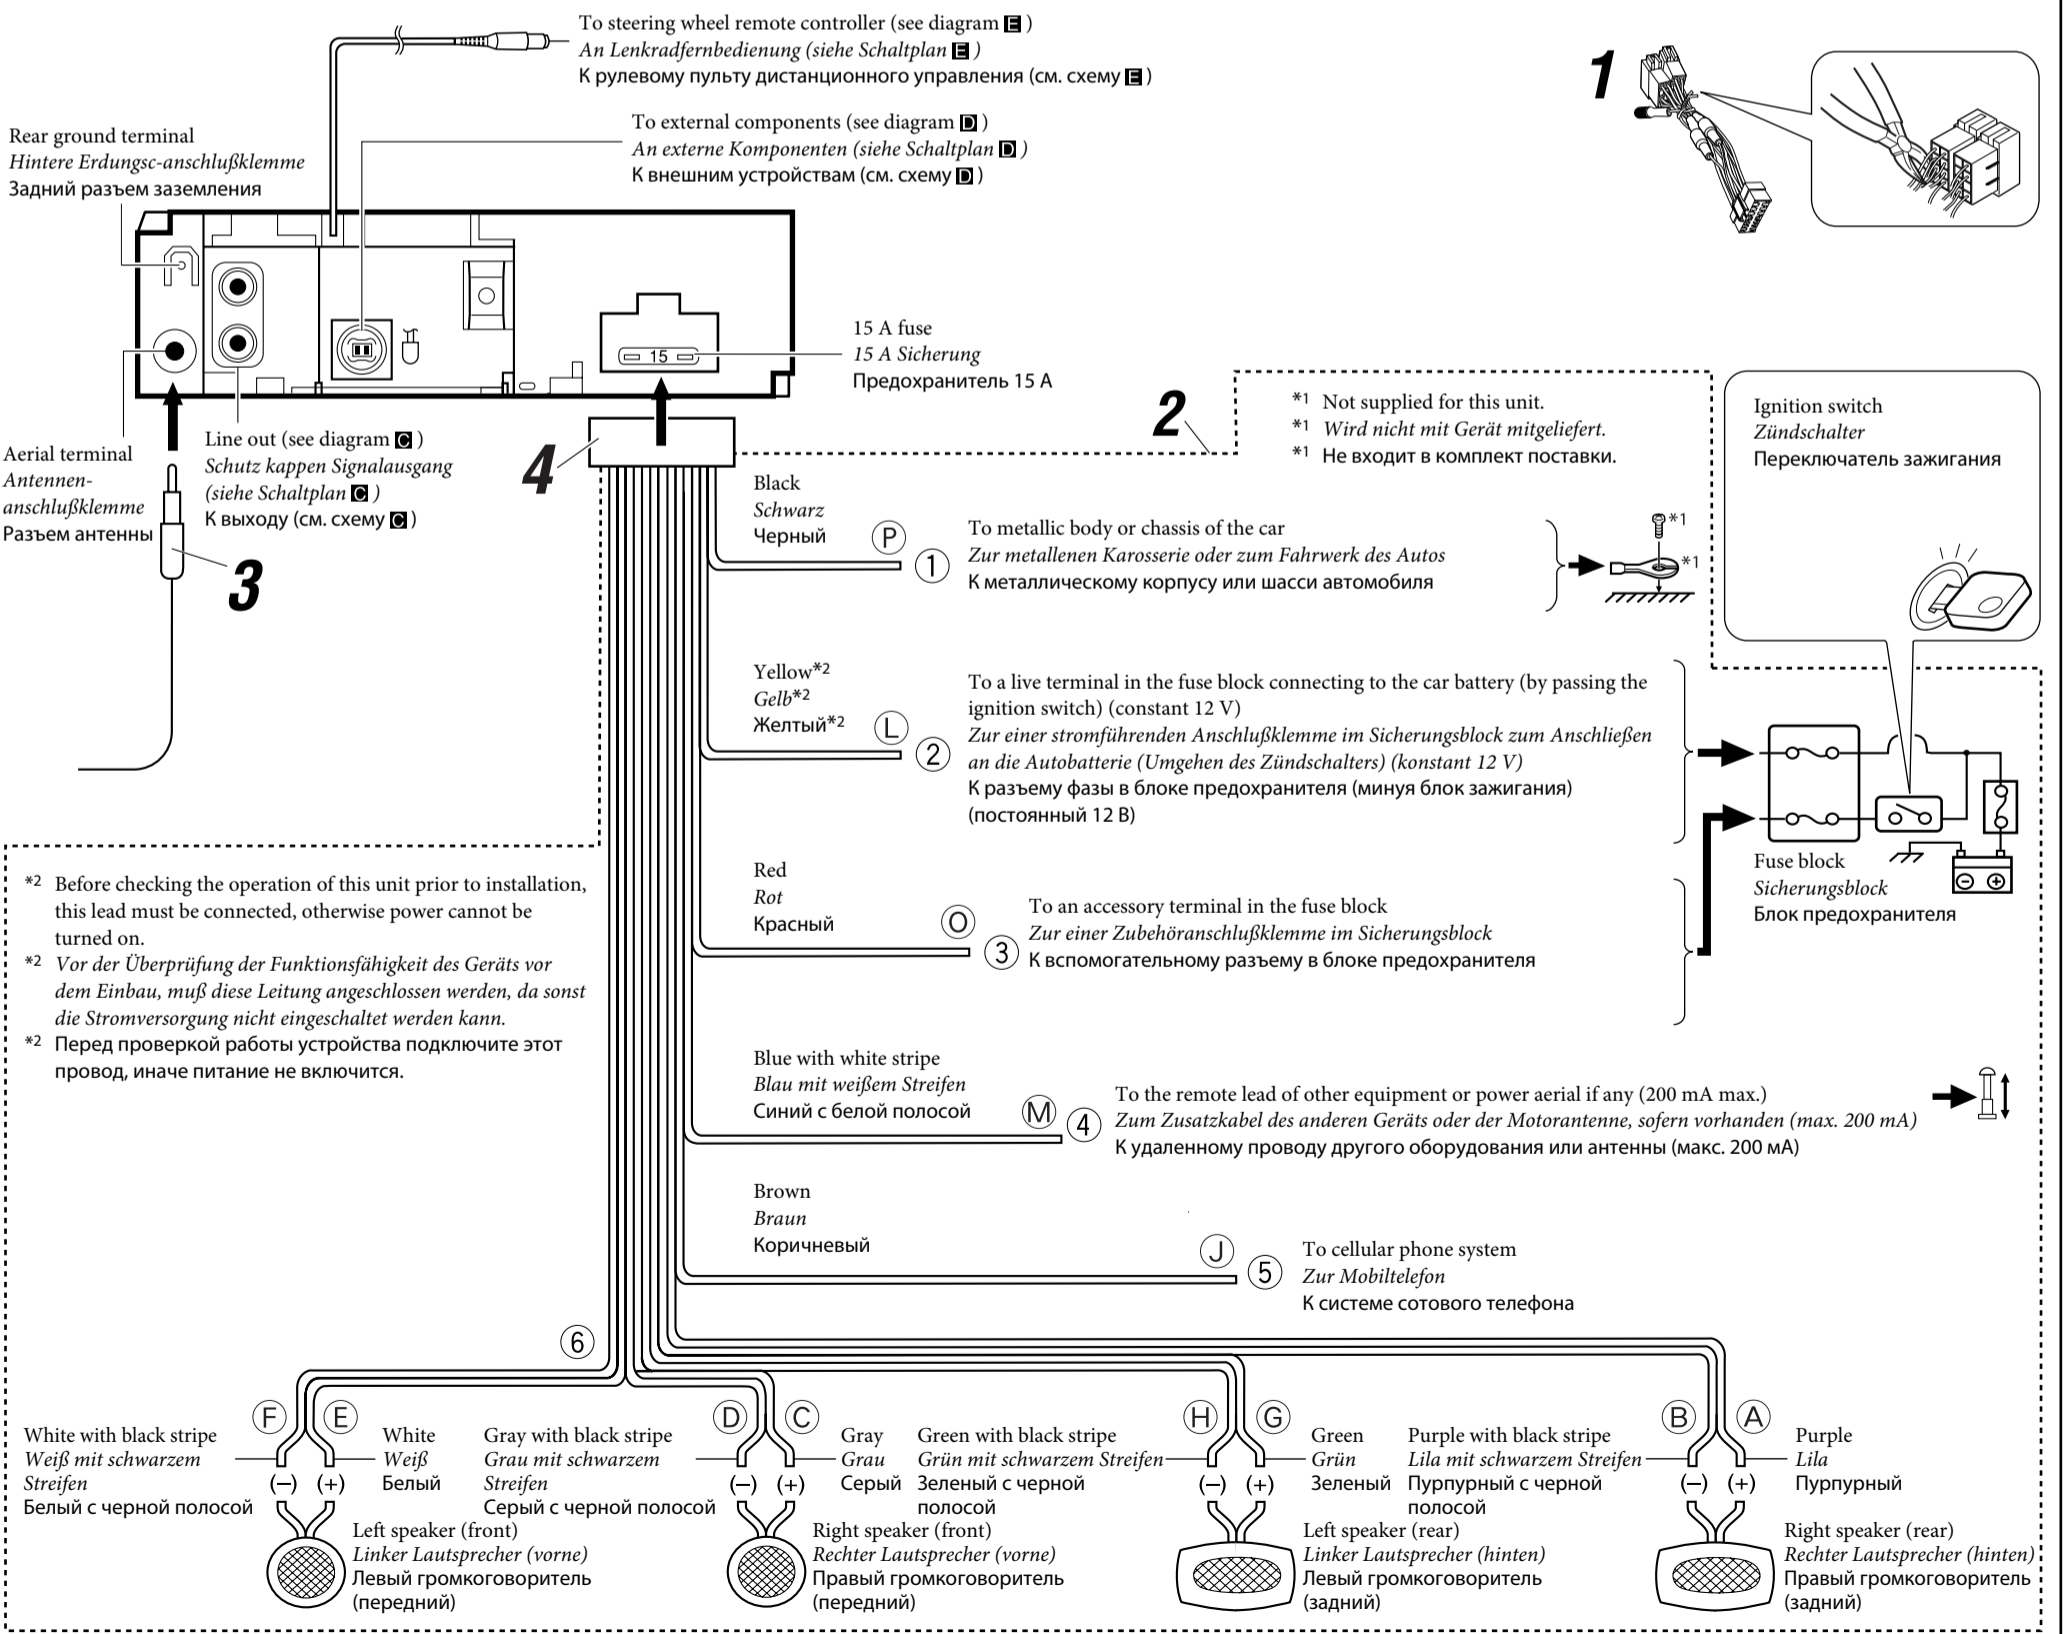 To steering wheel remote controller (see diagram E )
An Lenkradfernbedienung (siehe Schaltplan E )
К рулевому пульту дистанционного управления (см. схему E )
1
To external components (see diagram D )
An externe Komponenten (siehe Schaltplan D )
К внешним устройствам (см. схему D )
Rear ground terminal
Hintere Erdungsc-anschlußklemme
Задний разъем заземления
15
15 A fuse
15 A Sicherung
Предохранитель 15 А
Aerial terminal
Antennen-
anschlußklemme
Разъем антенны
Line out (see diagram C )
Schutz kappen Signalausgang
(siehe Schaltplan C )
К выходу (см. схему C )
3
4
2
*1 Not supplied for this unit.
*1 Wird nicht mit Gerät mitgeliefert.
*1 Не входит в комплект поставки.
Ignition switch
Zündschalter
Переключатель зажигания
Black
Schwarz
Черный
P
1
To metallic body or chassis of the car
Zur metallenen Karosserie oder zum Fahrwerk des Autos
К металлическому корпусу или шасси автомобиля
*1
*1
Yellow*2
Gelb*2
Желтый*2
L
2
To a live terminal in the fuse block connecting to the car battery (by passing the
ignition switch) (constant 12 V)
Zur einer stromführenden Anschlußklemme im Sicherungsblock zum Anschließen
an die Autobatterie (Umgehen des Zündschalters) (konstant 12 V)
К разъему фазы в блоке предохранителя (минуя блок зажигания)
(постоянный 12 В)
Fuse block
Sicherungsblock
Блок предохранителя
*2 Before checking the operation of this unit prior to installation,
this lead must be connected, otherwise power cannot be
turned on.
*2 Vor der Überprüfung der Funktionsfähigkeit des Geräts vor
dem Einbau, muß diese Leitung angeschlossen werden, da sonst
die Stromversorgung nicht eingeschaltet werden kann.
*2 Перед проверкой работы устройства подключите этот
провод, иначе питание не включится.
Red
Rot
Красный
O
3
To an accessory terminal in the fuse block
Zur einer Zubehöranschlußklemme im Sicherungsblock
К вспомогательному разъему в блоке предохранителя
Blue with white stripe
Blau mit weißem Streifen
Синий с белой полосой
M
4
To the remote lead of other equipment or power aerial if any (200 mA max.)
Zum Zusatzkabel des anderen Geräts oder der Motorantenne, sofern vorhanden (max. 200 mA)
К удаленному проводу другого оборудования или антенны (макс. 200 мА)
Brown
Braun
Коричневый
J
5
To cellular phone system
Zur Mobiltelefon
К системе сотового телефона
6
F
E
D
C
H
G
B
A
White with black stripe
Weiß mit schwarzem
Streifen
Белый с черной полосой
(−) (+)
White
Weiß
Белый
Left speaker (front)
Linker Lautsprecher (vorne)
Левый громкоговоритель
(передний)
Gray with black stripe
Grau mit schwarzem
Streifen
Серый с черной полосой
(−) (+)
Gray
Grau
Серый
Right speaker (front)
Rechter Lautsprecher (vorne)
Правый громкоговоритель
(передний)
Green with black stripe
Grün mit schwarzem Streifen
Зеленый с черной
полосой
(−) (+)
Green
Grün
Зеленый
Left speaker (rear)
Linker Lautsprecher (hinten)
Левый громкоговоритель
(задний)
Purple with black stripe
Lila mit schwarzem Streifen
Пурпурный с черной
полосой
(−) (+)
Purple
Lila
Пурпурный
Right speaker (rear)
Rechter Lautsprecher (hinten)
Правый громкоговоритель
(задний)